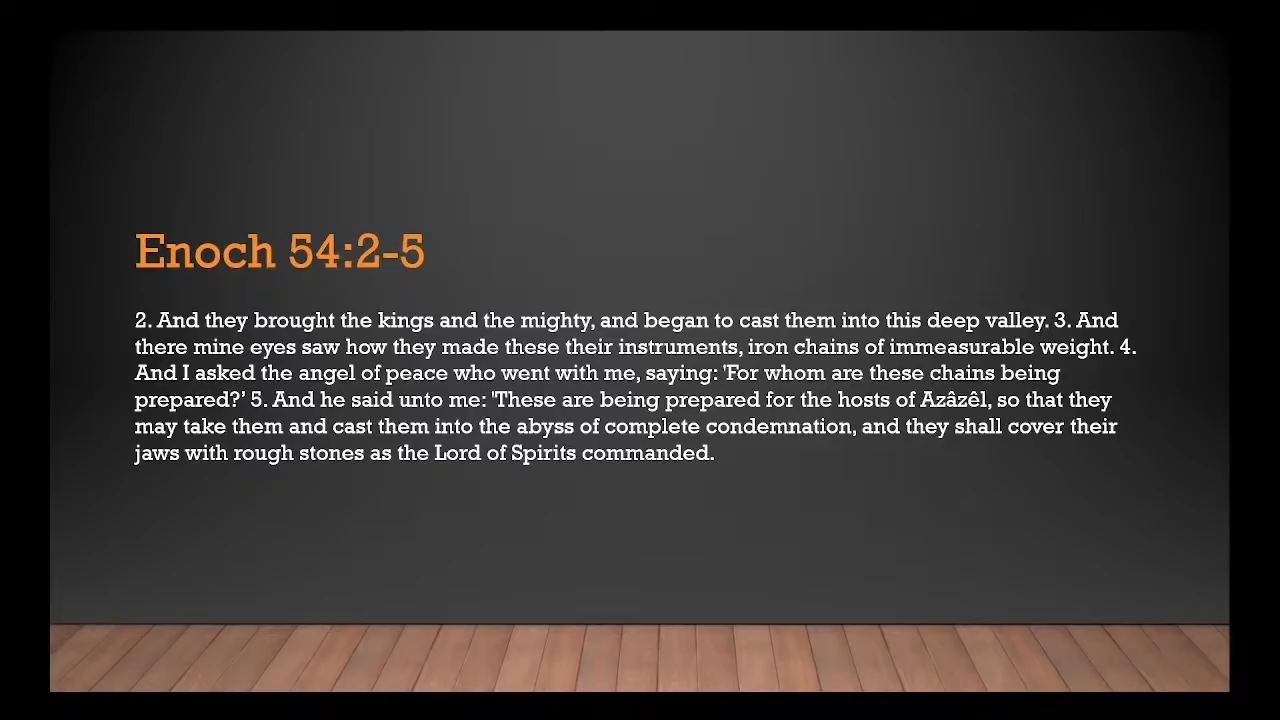 Enoch 54:2-5
2. And they brought the kings and the mighty, and began to cast them into this deep valley. 3. And
there mine eyes saw how they made these their instruments, iron chains of immeasurable weight. 4.
And I asked the angel of peace who went with me, saying: 'For whom are these chains being
prepared?' 5. And he said unto me: 'These are being prepared for the hosts of Azâzêl, so that they
may take them and cast them into the abyss of complete condemnation, and they shall cover their
jaws with rough stones as the Lord of Spirits commanded.